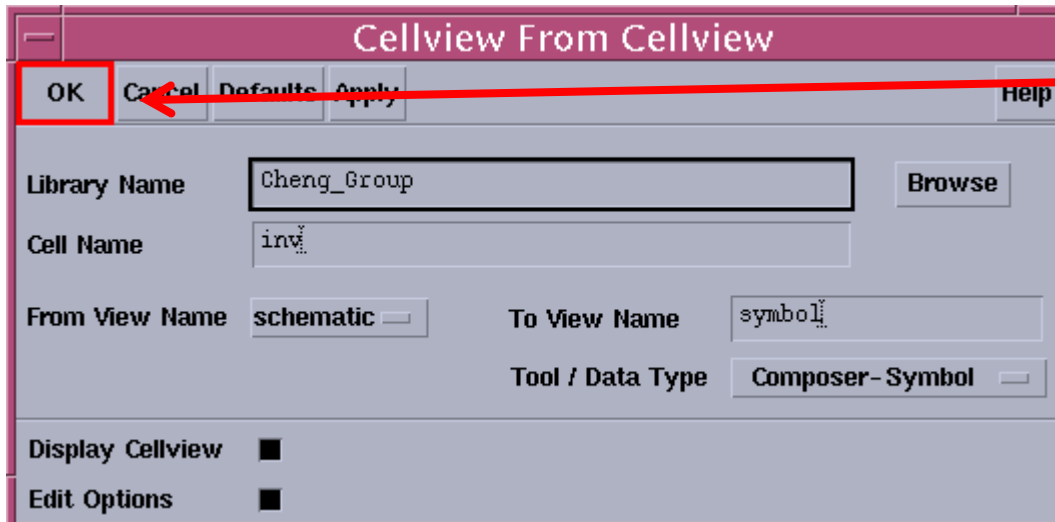 Cellview From Cellview
OK Cancel Defaults Apply Help
Library Name Cheng_Group Browse
Cell Name inv
From View Name schematic To View Name symbol
Tool / Data Type Composer-Symbol
Display Cellview
Edit Options